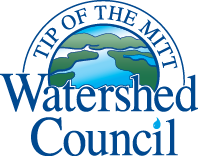 TIP OF THE MITT
Watershed
Council